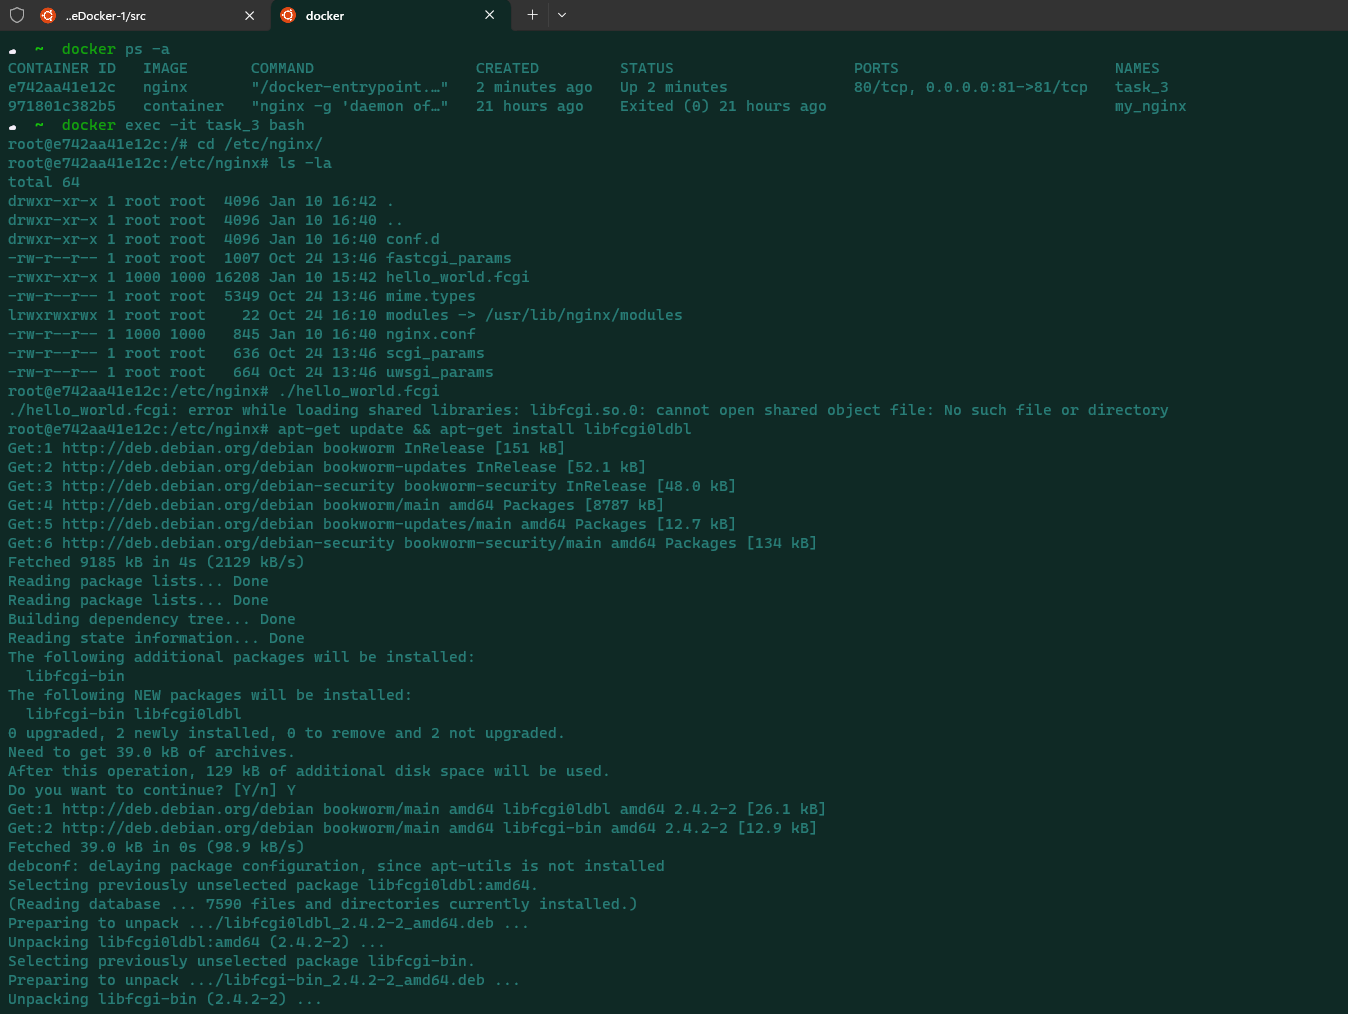 ..eDocker-1/src
docker
~ docker ps -a
CONTAINER ID   IMAGE       COMMAND                  CREATED         STATUS                    PORTS                        NAMES
e742aa41e12c   nginx       "/docker-entrypoint.…"   2 minutes ago   Up 2 minutes              80/tcp, 0.0.0.0:81->81/tcp   task_3
971801c382b5   container   "nginx -g 'daemon of…"   21 hours ago    Exited (0) 21 hours ago                                my_nginx
~ docker exec -it task_3 bash
root@e742aa41e12c:/# cd /etc/nginx/
root@e742aa41e12c:/etc/nginx# ls -la
total 64
drwxr-xr-x 1 root root  4096 Jan 10 16:42 .
drwxr-xr-x 1 root root  4096 Jan 10 16:40 ..
drwxr-xr-x 1 root root  4096 Jan 10 16:40 conf.d
-rw-r--r-- 1 root root  1007 Oct 24 13:46 fastcgi_params
-rwxr-xr-x 1 1000 1000 16208 Jan 10 15:42 hello_world.fcgi
-rw-r--r-- 1 root root  5349 Oct 24 13:46 mime.types
lrwxrwxrwx 1 root root    22 Oct 24 16:10 modules -> /usr/lib/nginx/modules
-rw-r--r-- 1 1000 1000   845 Jan 10 16:40 nginx.conf
-rw-r--r-- 1 root root   636 Oct 24 13:46 scgi_params
-rw-r--r-- 1 root root   664 Oct 24 13:46 uwsgi_params
root@e742aa41e12c:/etc/nginx# ./hello_world.fcgi
./hello_world.fcgi: error while loading shared libraries: libfcgi.so.0: cannot open shared object file: No such file or directory
root@e742aa41e12c:/etc/nginx# apt-get update && apt-get install libfcgi0ldbl
Get:1 http://deb.debian.org/debian bookworm InRelease [151 kB]
Get:2 http://deb.debian.org/debian bookworm-updates InRelease [52.1 kB]
Get:3 http://deb.debian.org/debian-security bookworm-security InRelease [48.0 kB]
Get:4 http://deb.debian.org/debian bookworm/main amd64 Packages [8787 kB]
Get:5 http://deb.debian.org/debian bookworm-updates/main amd64 Packages [12.7 kB]
Get:6 http://deb.debian.org/debian-security bookworm-security/main amd64 Packages [134 kB]
Fetched 9185 kB in 4s (2129 kB/s)
Reading package lists... Done
Reading package lists... Done
Building dependency tree... Done
Reading state information... Done
The following additional packages will be installed:
  libfcgi-bin
The following NEW packages will be installed:
  libfcgi-bin libfcgi0ldbl
0 upgraded, 2 newly installed, 0 to remove and 2 not upgraded.
Need to get 39.0 kB of archives.
After this operation, 129 kB of additional disk space will be used.
Do you want to continue? [Y/n] Y
Get:1 http://deb.debian.org/debian bookworm/main amd64 libfcgi0ldbl amd64 2.4.2-2 [26.1 kB]
Get:2 http://deb.debian.org/debian bookworm/main amd64 libfcgi-bin amd64 2.4.2-2 [12.9 kB]
Fetched 39.0 kB in 0s (98.9 kB/s)
debconf: delaying package configuration, since apt-utils is not installed
Selecting previously unselected package libfcgi0ldbl:amd64.
(Reading database ... 7590 files and directories currently installed.)
Preparing to unpack .../libfcgi0ldbl_2.4.2-2_amd64.deb ...
Unpacking libfcgi0ldbl:amd64 (2.4.2-2) ...
Selecting previously unselected package libfcgi-bin.
Preparing to unpack .../libfcgi-bin_2.4.2-2_amd64.deb ...
Unpacking libfcgi-bin (2.4.2-2) ...